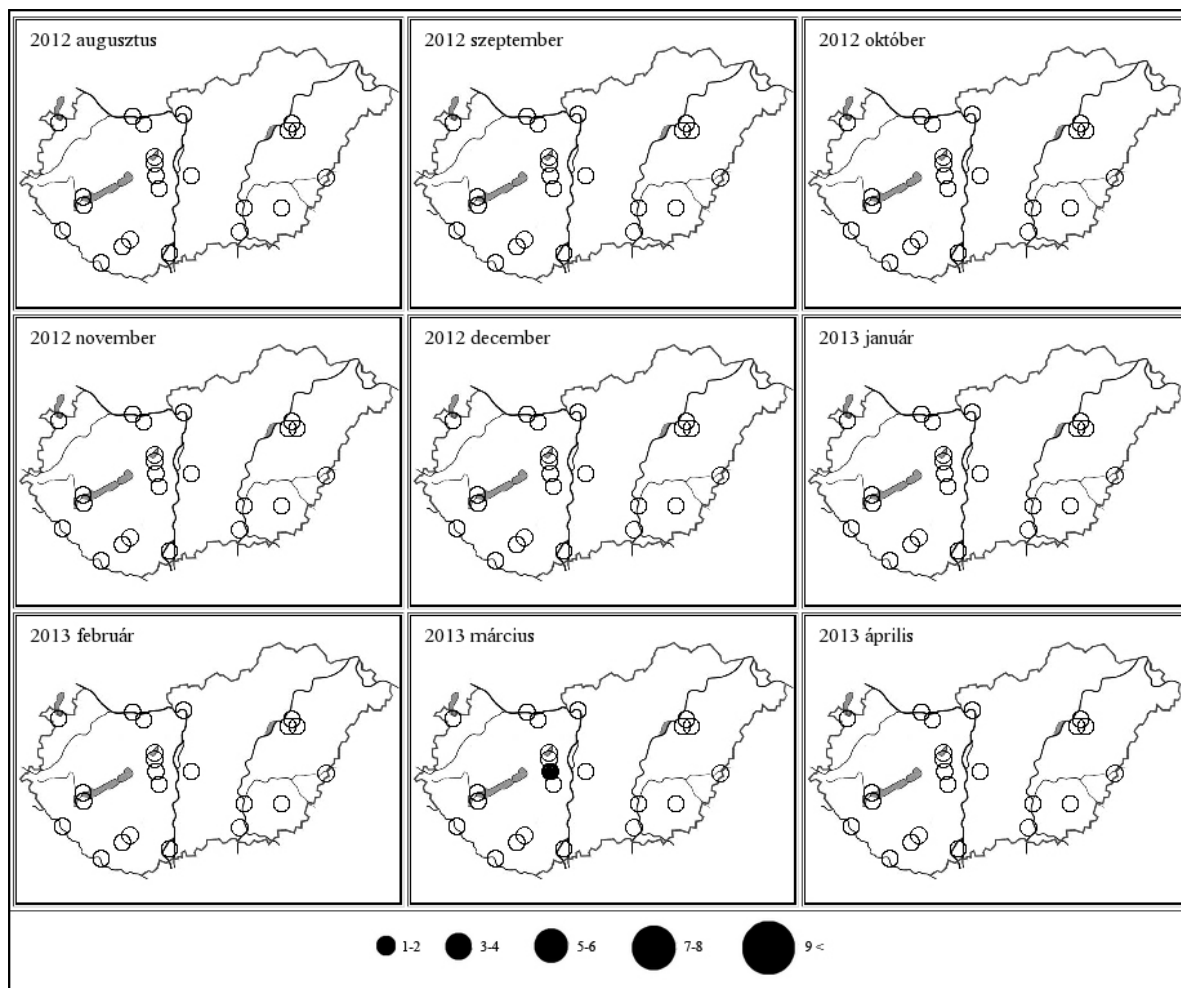 2012 augusztus
2012 szeptember
2012 október
2012 november
2012 december
2013 január
2013 február
2013 március
2013 április
1-2 3-4 5-6 7-8 9 <